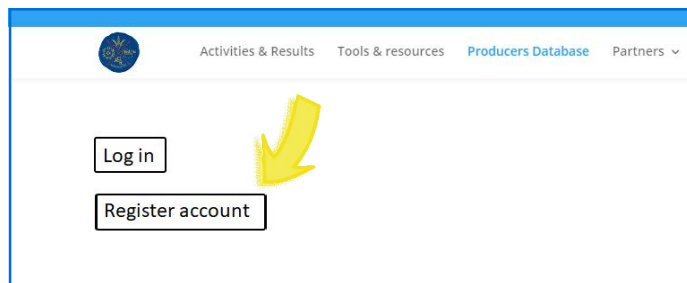 Activities & Results Tools & resources Producers Database Partners
Log in
Register account